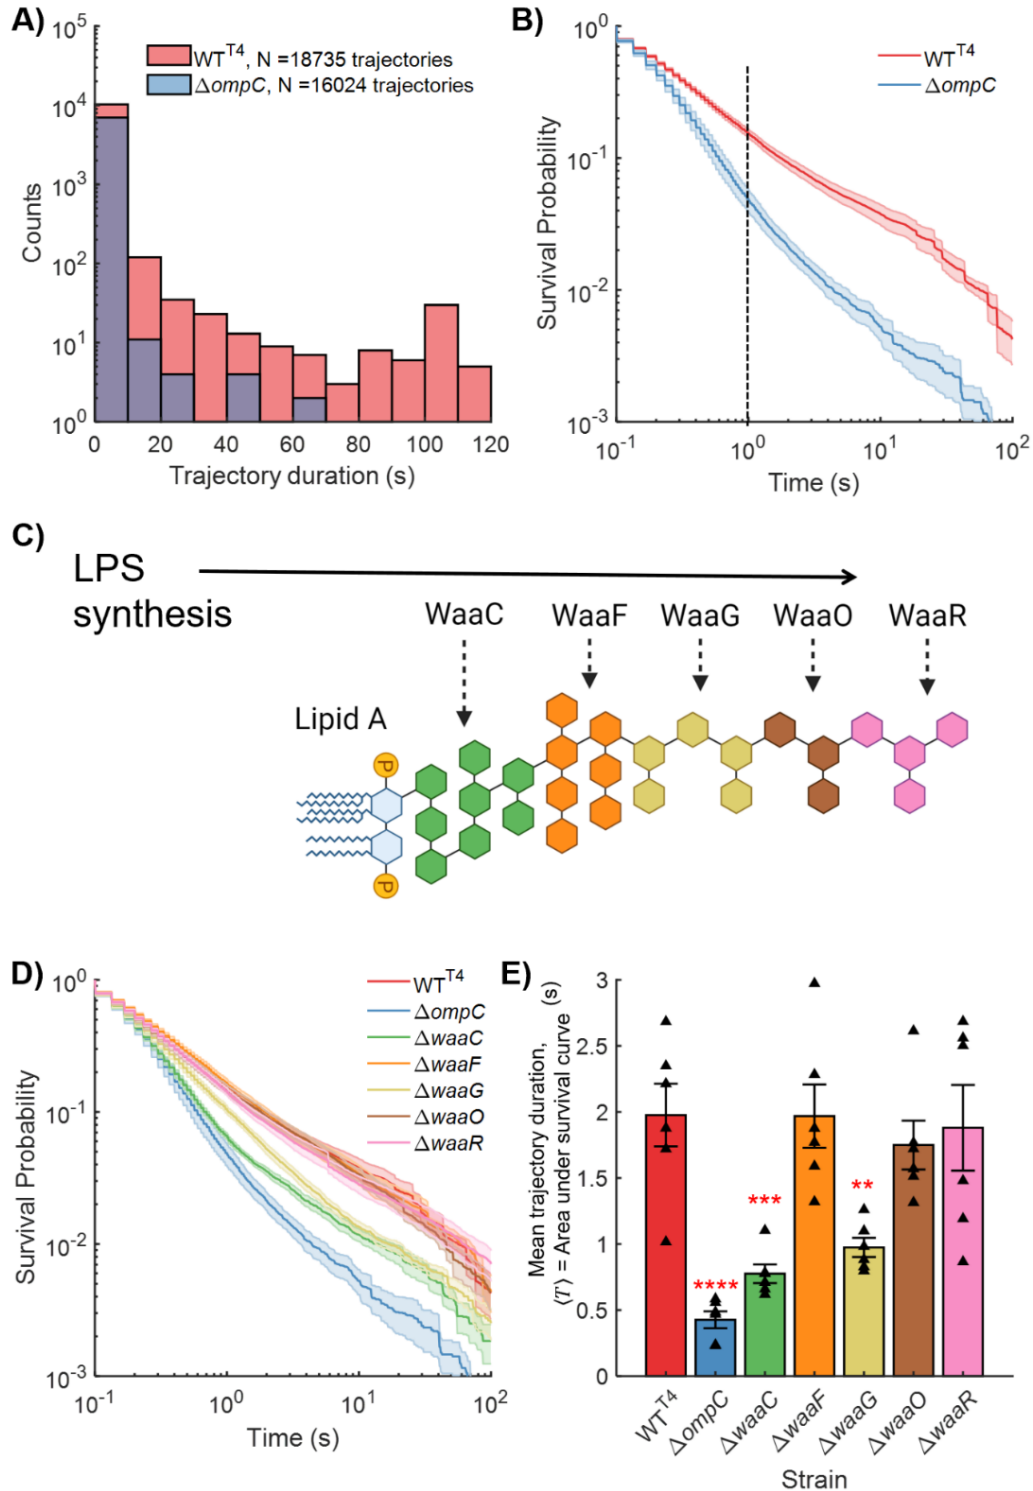 A)
10^5
10^4
10^3
10^2
10^1
10^0
Counts
WT^T4, N =18735 trajectories
ΔompC, N =16024 trajectories
0 20 40 60 80 100 120
Trajectory duration (s)
B)
10^0
10^-1
10^-2
10^-3
Survival Probability
WT^T4
ΔompC
10^-1 10^0 10^1 10^2
Time (s)
C)
LPS
synthesis
WaaC WaaF WaaG WaaO WaaR
Lipid A
P
P
D)
10^0
10^-1
10^-2
10^-3
Survival Probability
WT^T4
ΔompC
ΔwaaC
ΔwaaF
ΔwaaG
ΔwaaO
ΔwaaR
10^-1 10^0 10^1 10^2
Time (s)
E)
Mean trajectory duration,
⟨T⟩ = Area under survival curve (s)
3
2.5
2
1.5
1
0.5
0
****
***
**
WT^T4
ΔompC
ΔwaaC
ΔwaaF
ΔwaaG
ΔwaaO
ΔwaaR
Strain